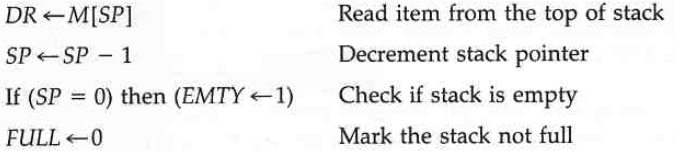 DR ← M[SP] Read item from the top of stack
SP ← SP − 1 Decrement stack pointer
If (SP = 0) then (EMTY ← 1) Check if stack is empty
FULL ← 0 Mark the stack not full